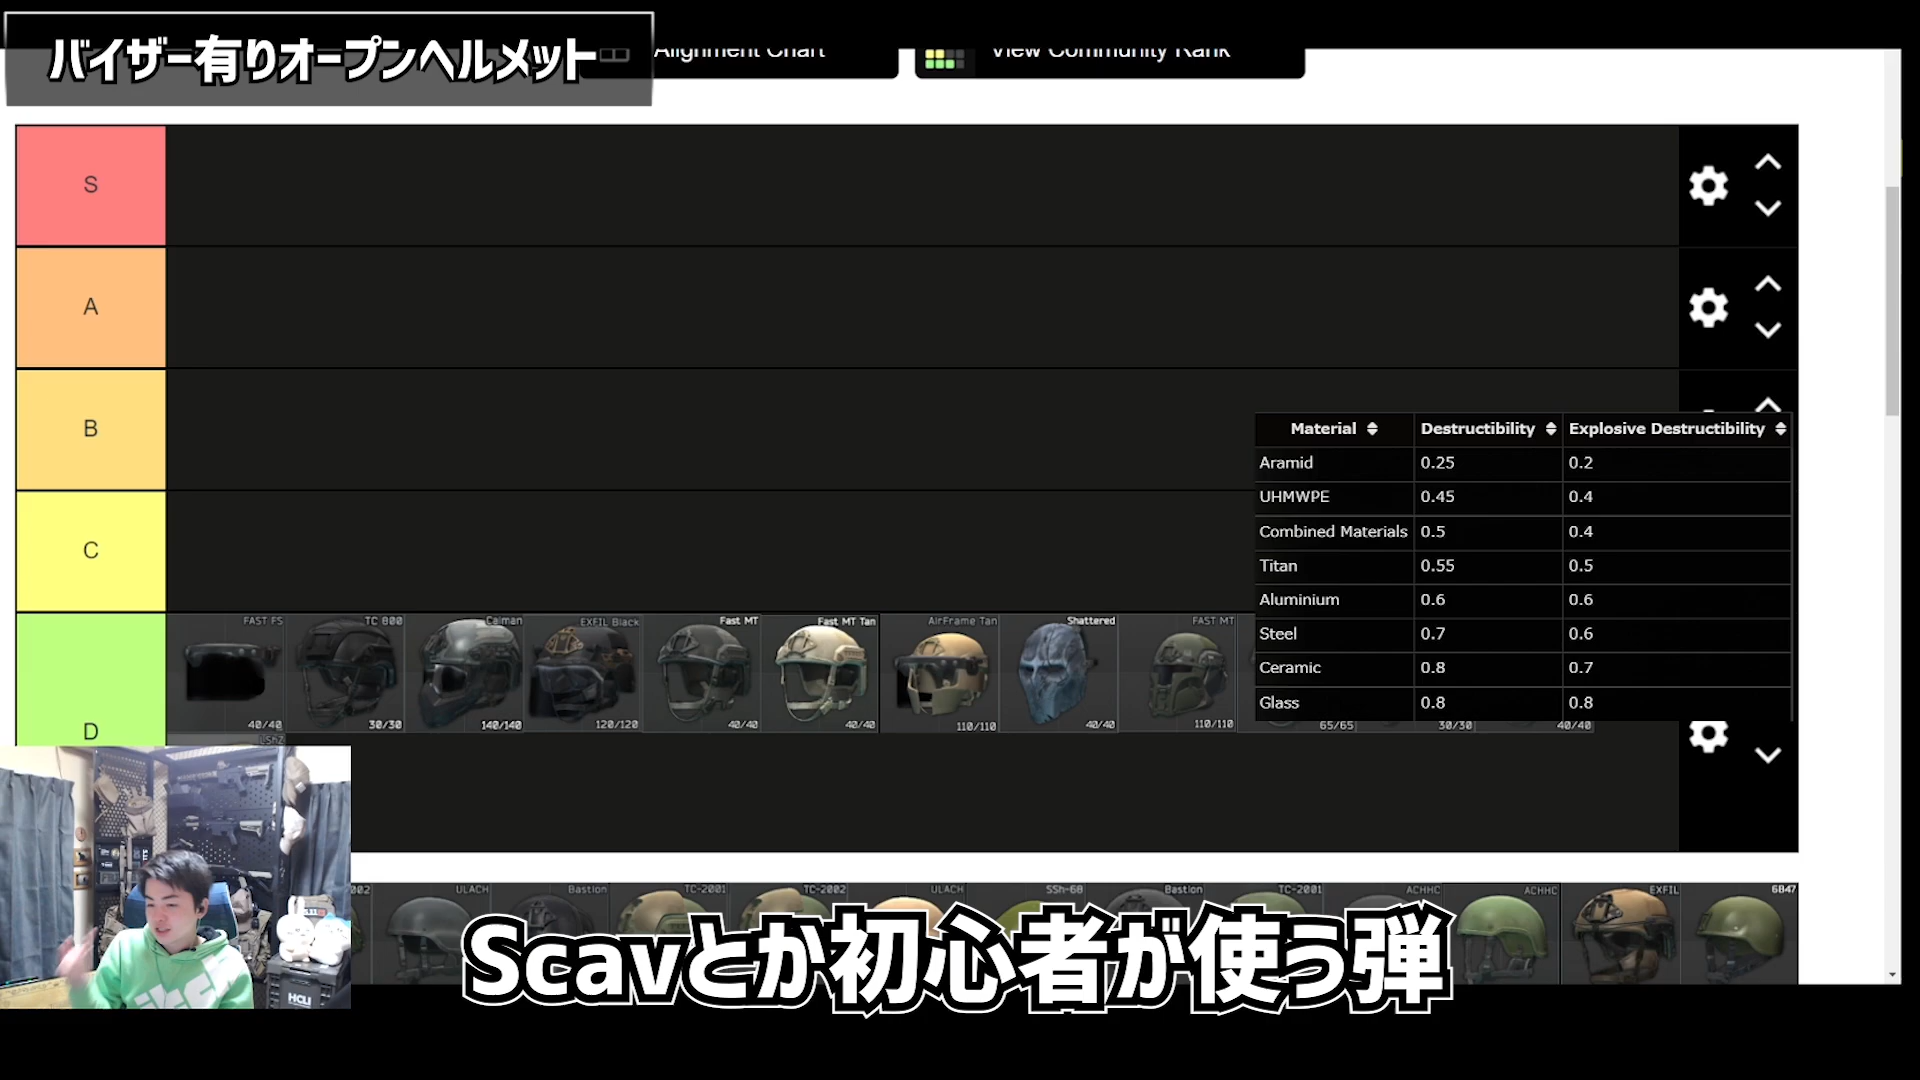 バイザー有りオープンヘルメット
Alignment Chart
View Community Rank
S
A
B
C
D
Material
Destructibility
Explosive Destructibility
Aramid 0.25 0.2
UHMWPE 0.45 0.4
Combined Materials 0.5 0.4
Titan 0.55 0.5
Aluminium 0.6 0.6
Steel 0.7 0.6
Ceramic 0.8 0.7
Glass 0.8 0.8
FAST FS
TC 800
Caiman
EXFIL Black
Fast MT
Fast MT Tan
AirFrame Tan
Shattered
FAST MT
40/40
30/30
140/140
120/120
40/40
40/40
110/110
40/40
110/110
65/65
30/30
40/40
LShZ
ULACH
Bastion
TC-2001
TC-2002
ULACH
SSh-68
Bastion
TC-2001
ACHHC
ACHHC
EXFIL
6B47
Scavとか初心者が使う弾